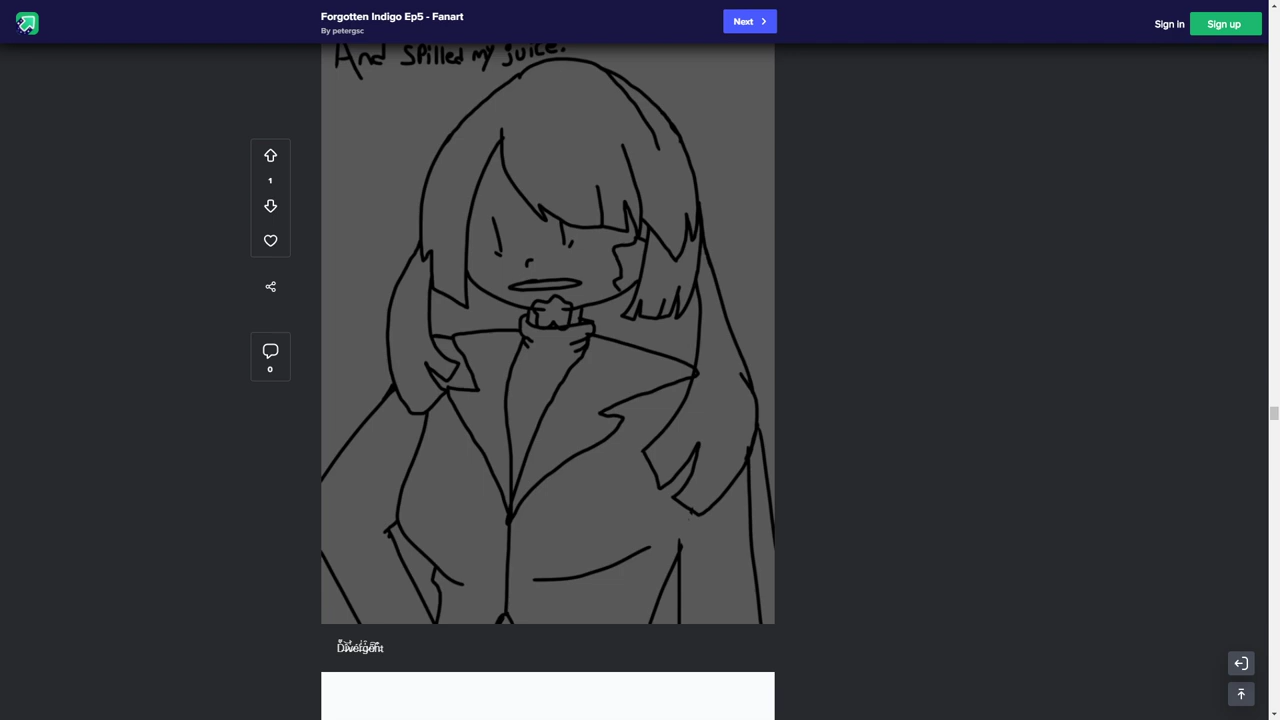 Forgotten Indigo Ep5 - Fanart
By petergsc
Next
Sign in
Sign up
And spilled my juice.
1
0
Divergent